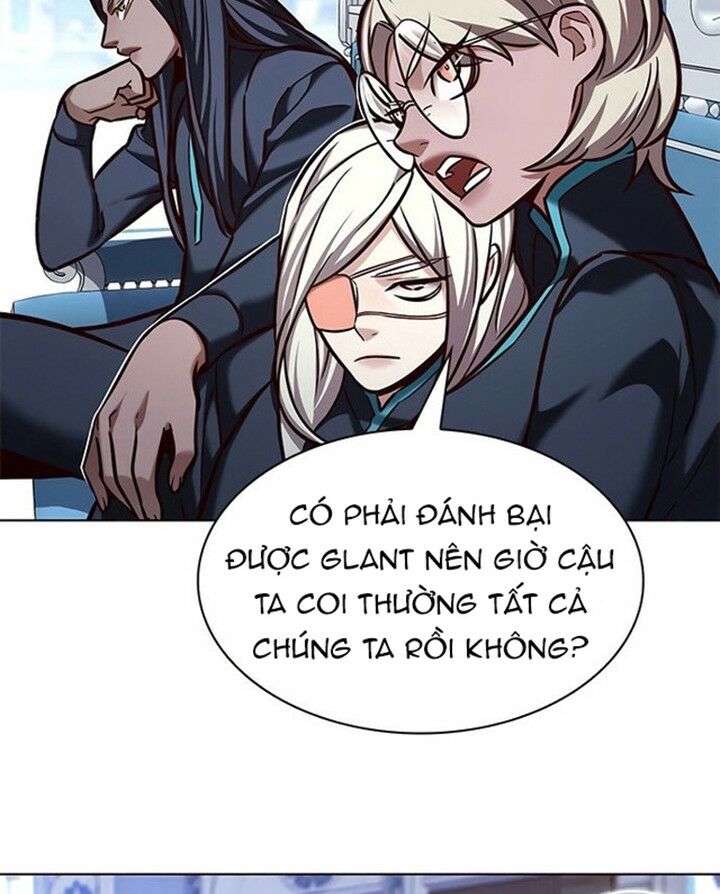 CÓ PHẢI ĐÁNH BẠI
ĐƯỢC GLANT NÊN GIỜ CẬU
TA COI THƯỜNG TẤT CẢ
CHÚNG TA RỒI KHÔNG?